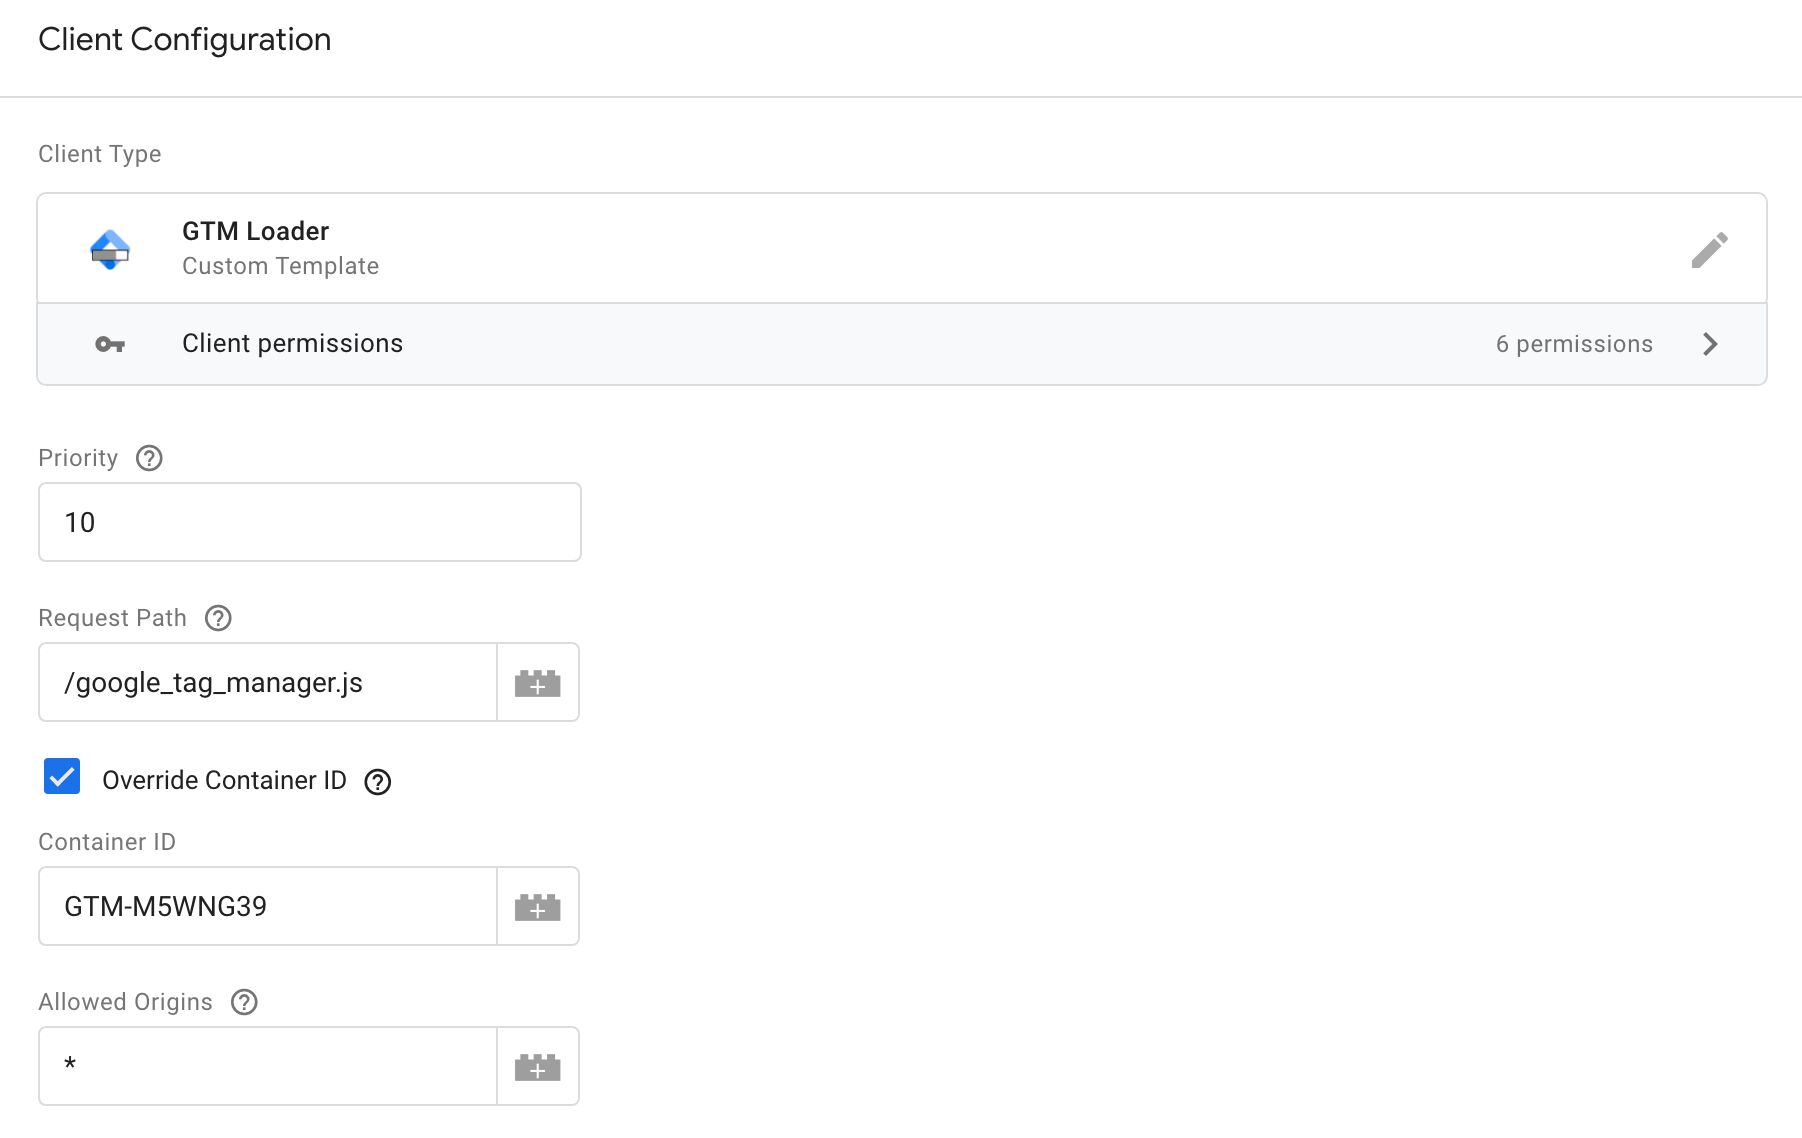 Client Configuration
Client Type
GTM Loader
Custom Template
Client permissions
6 permissions
Priority
10
Request Path
/google_tag_manager.js
Override Container ID
Container ID
GTM-M5WNG39
Allowed Origins
*